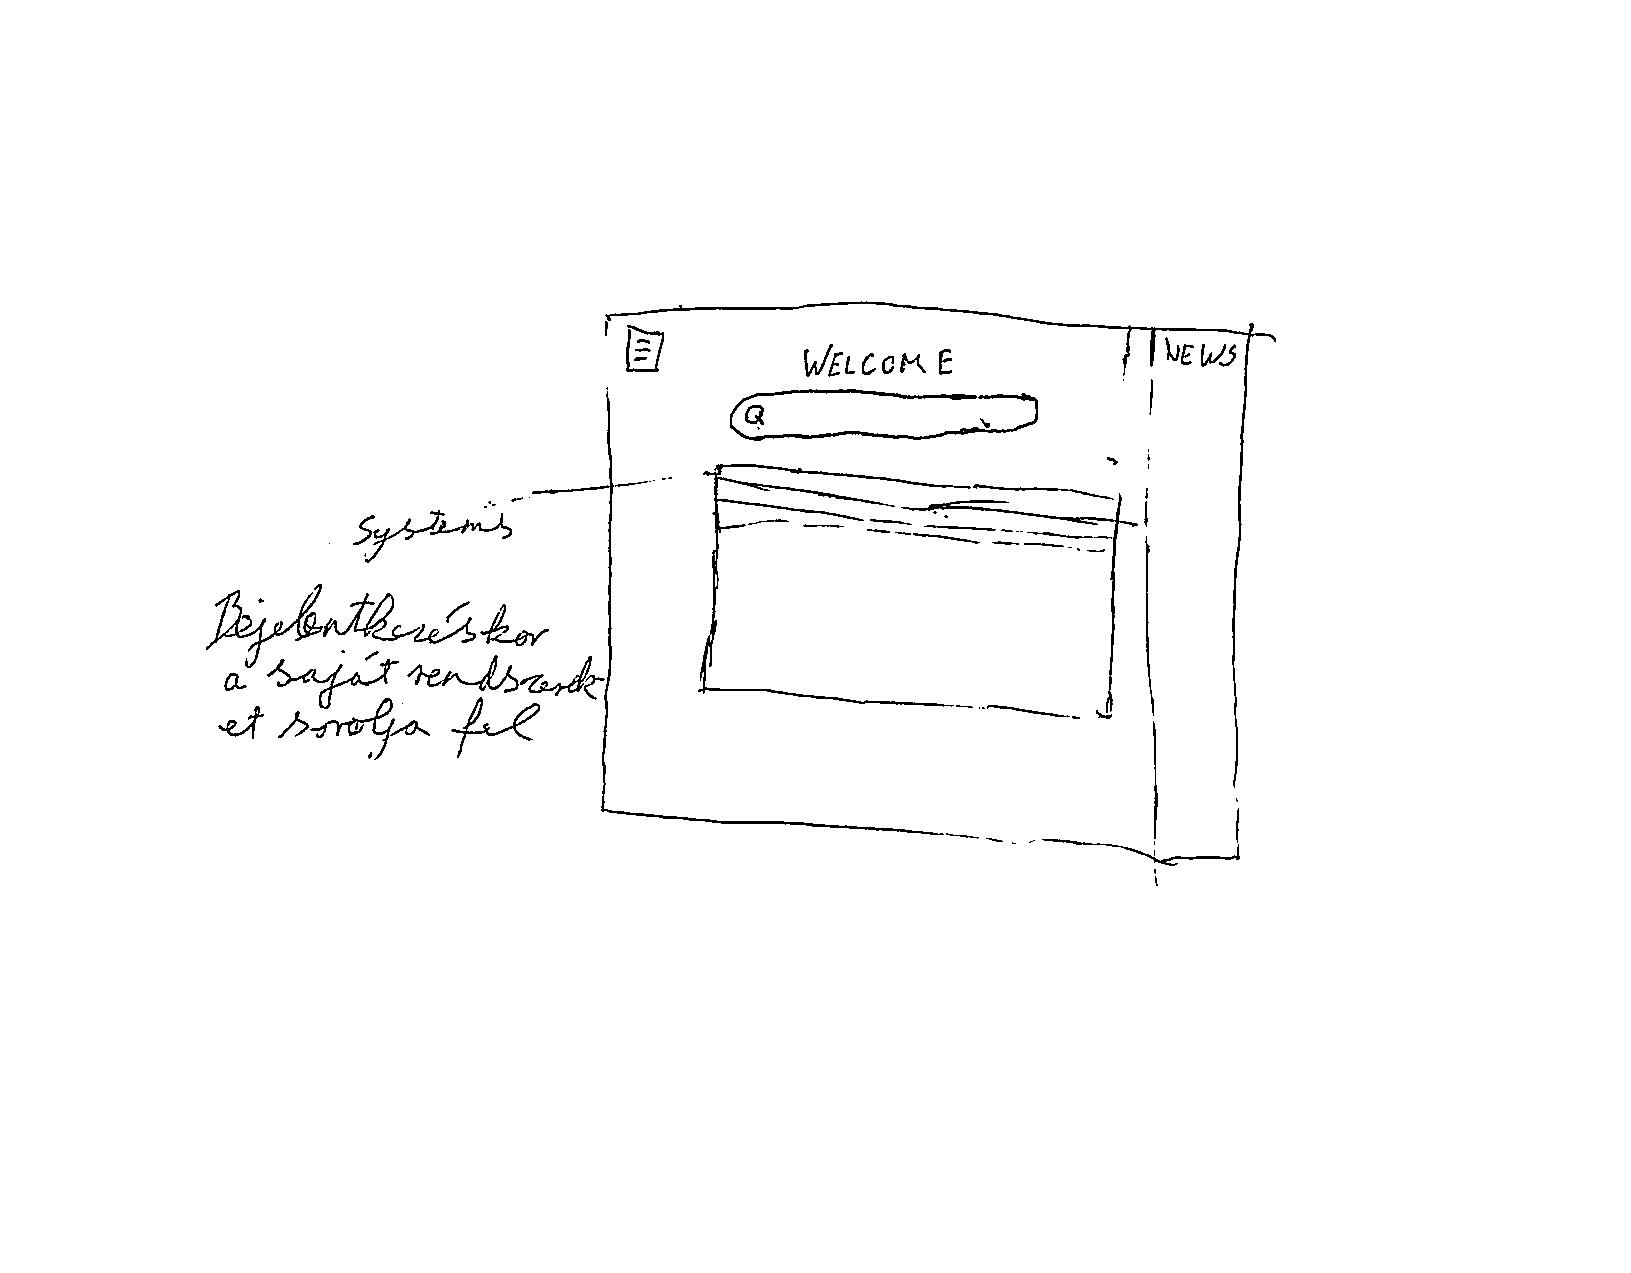 WELCOME
NEWS
Systems
Bejelentkezéskor
a saját rendszerek
et sorolja fel